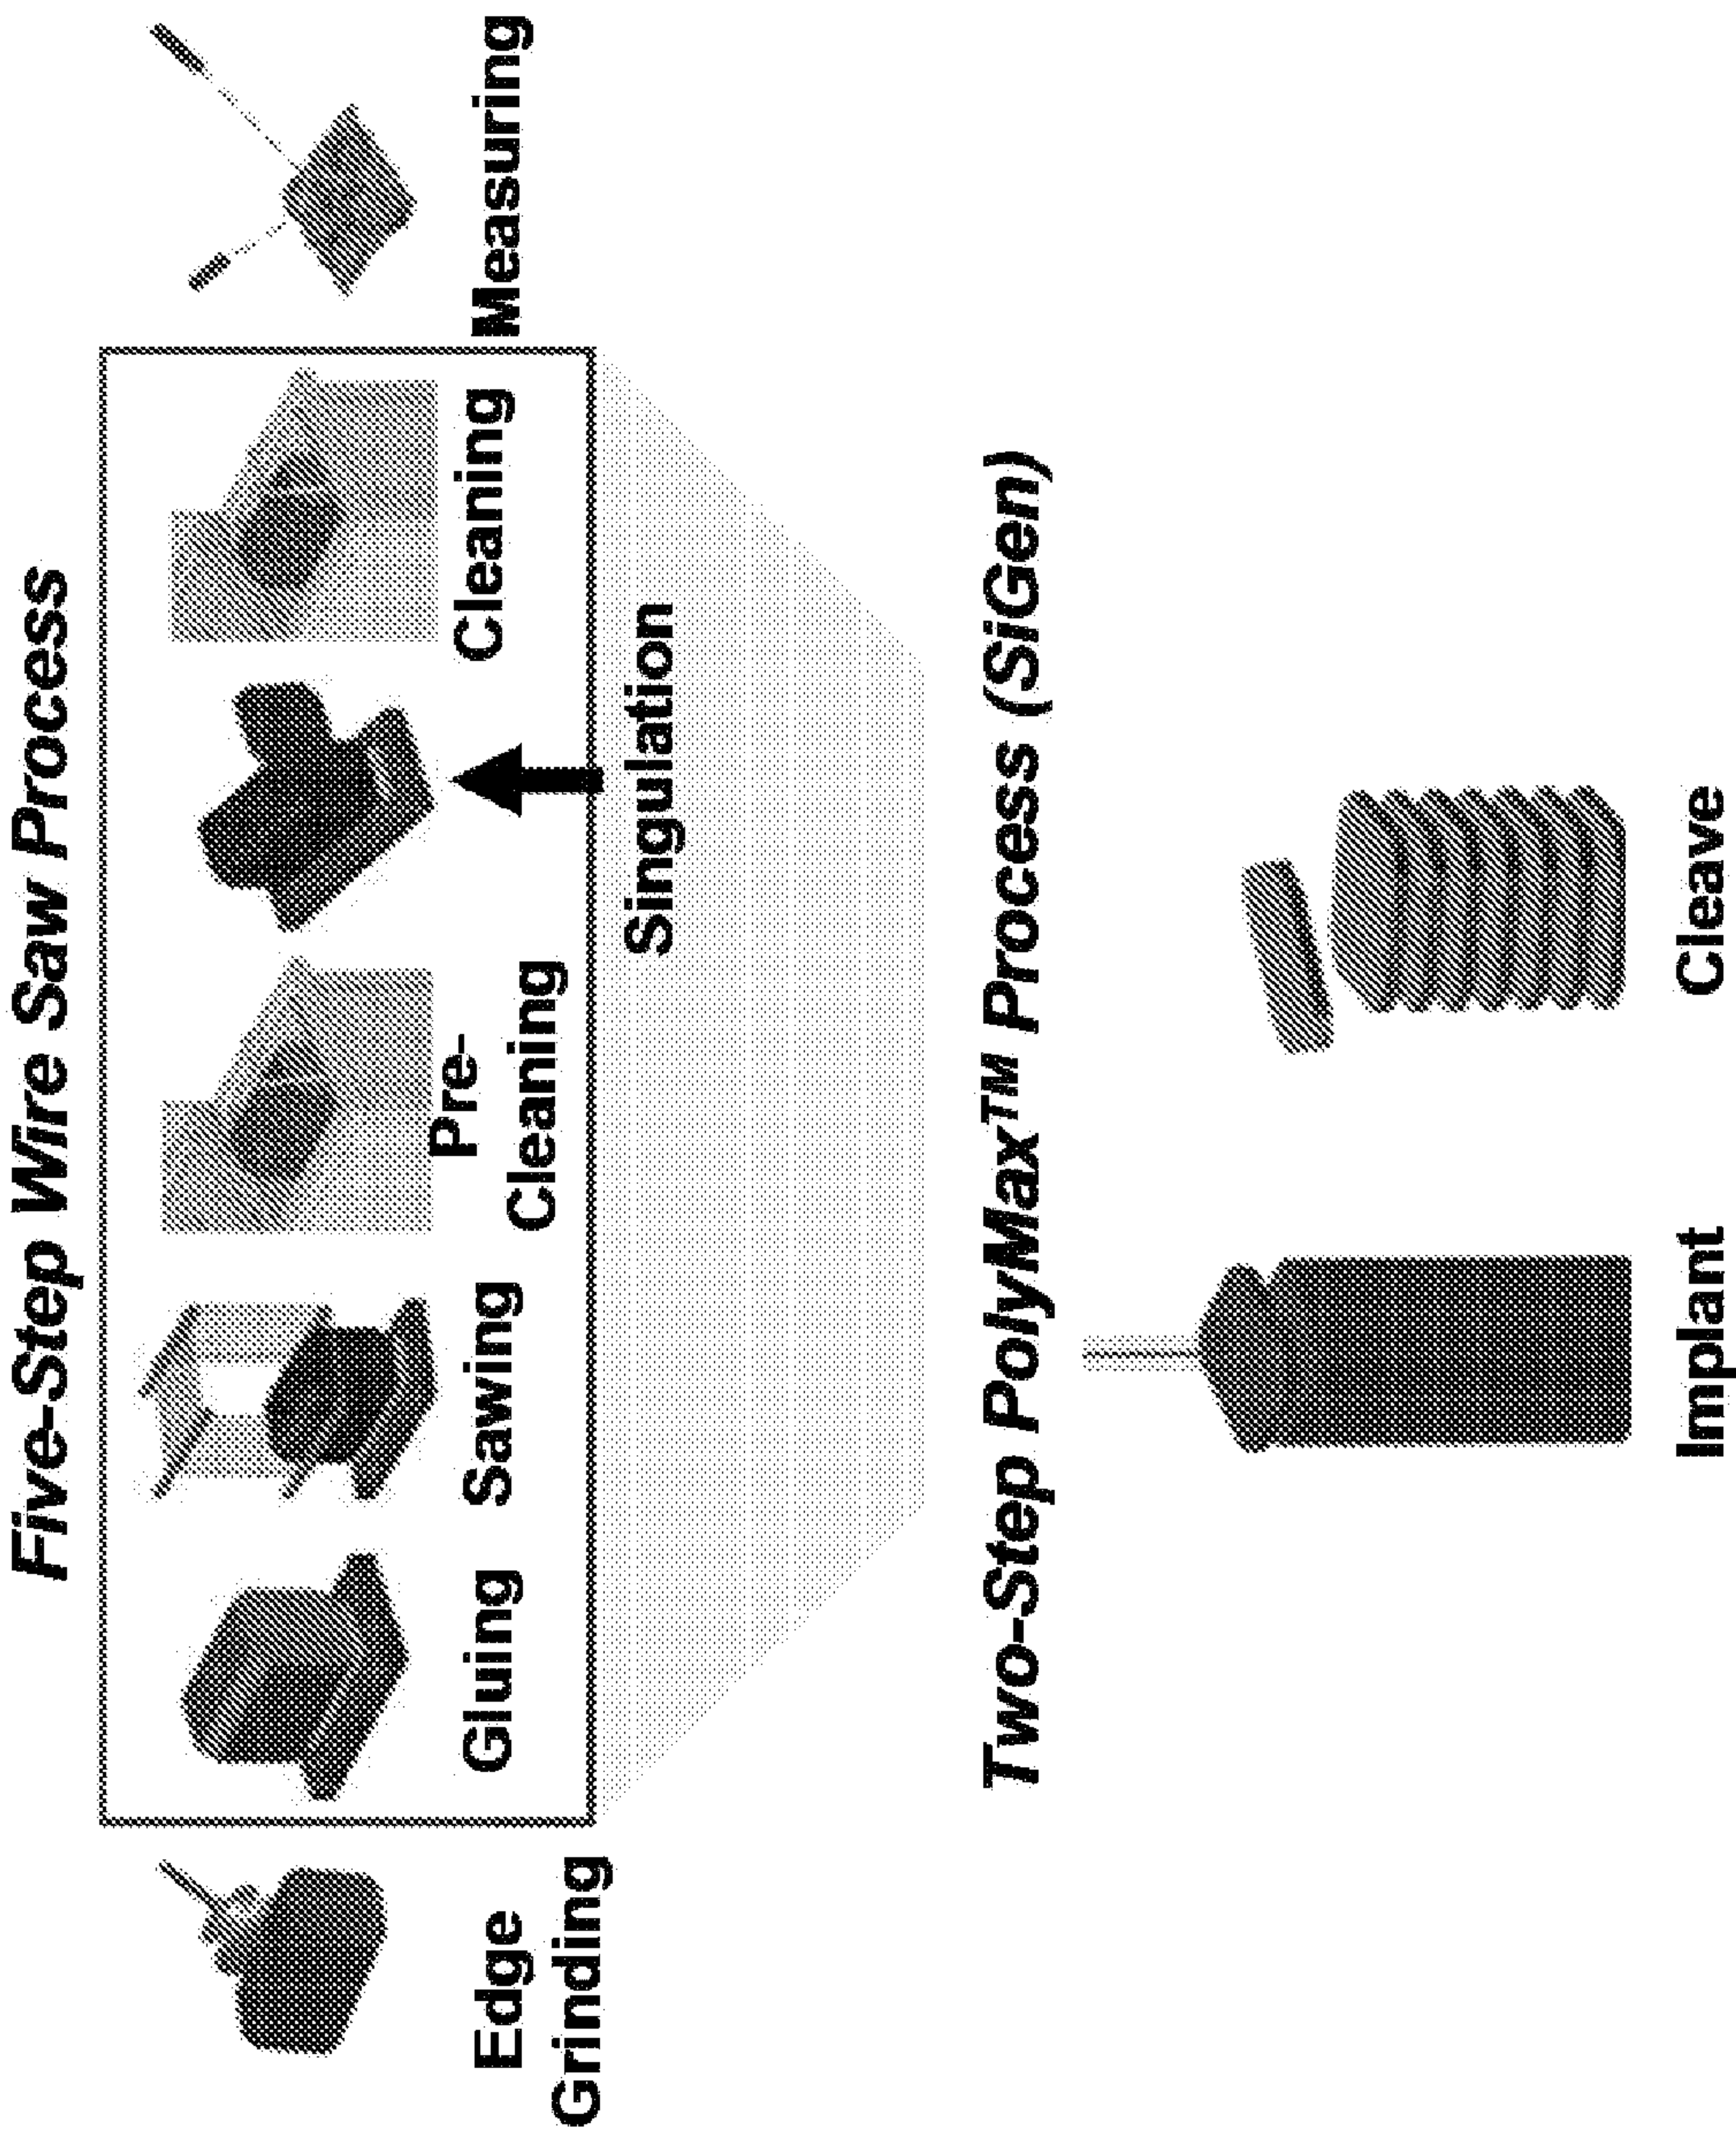 Five-Step Wire Saw Process
Edge
Grinding
Gluing
Sawing
Pre-
Cleaning
Singulation
Cleaning
Measuring
Two-Step PolyMax™ Process (SiGen)
Implant
Cleave